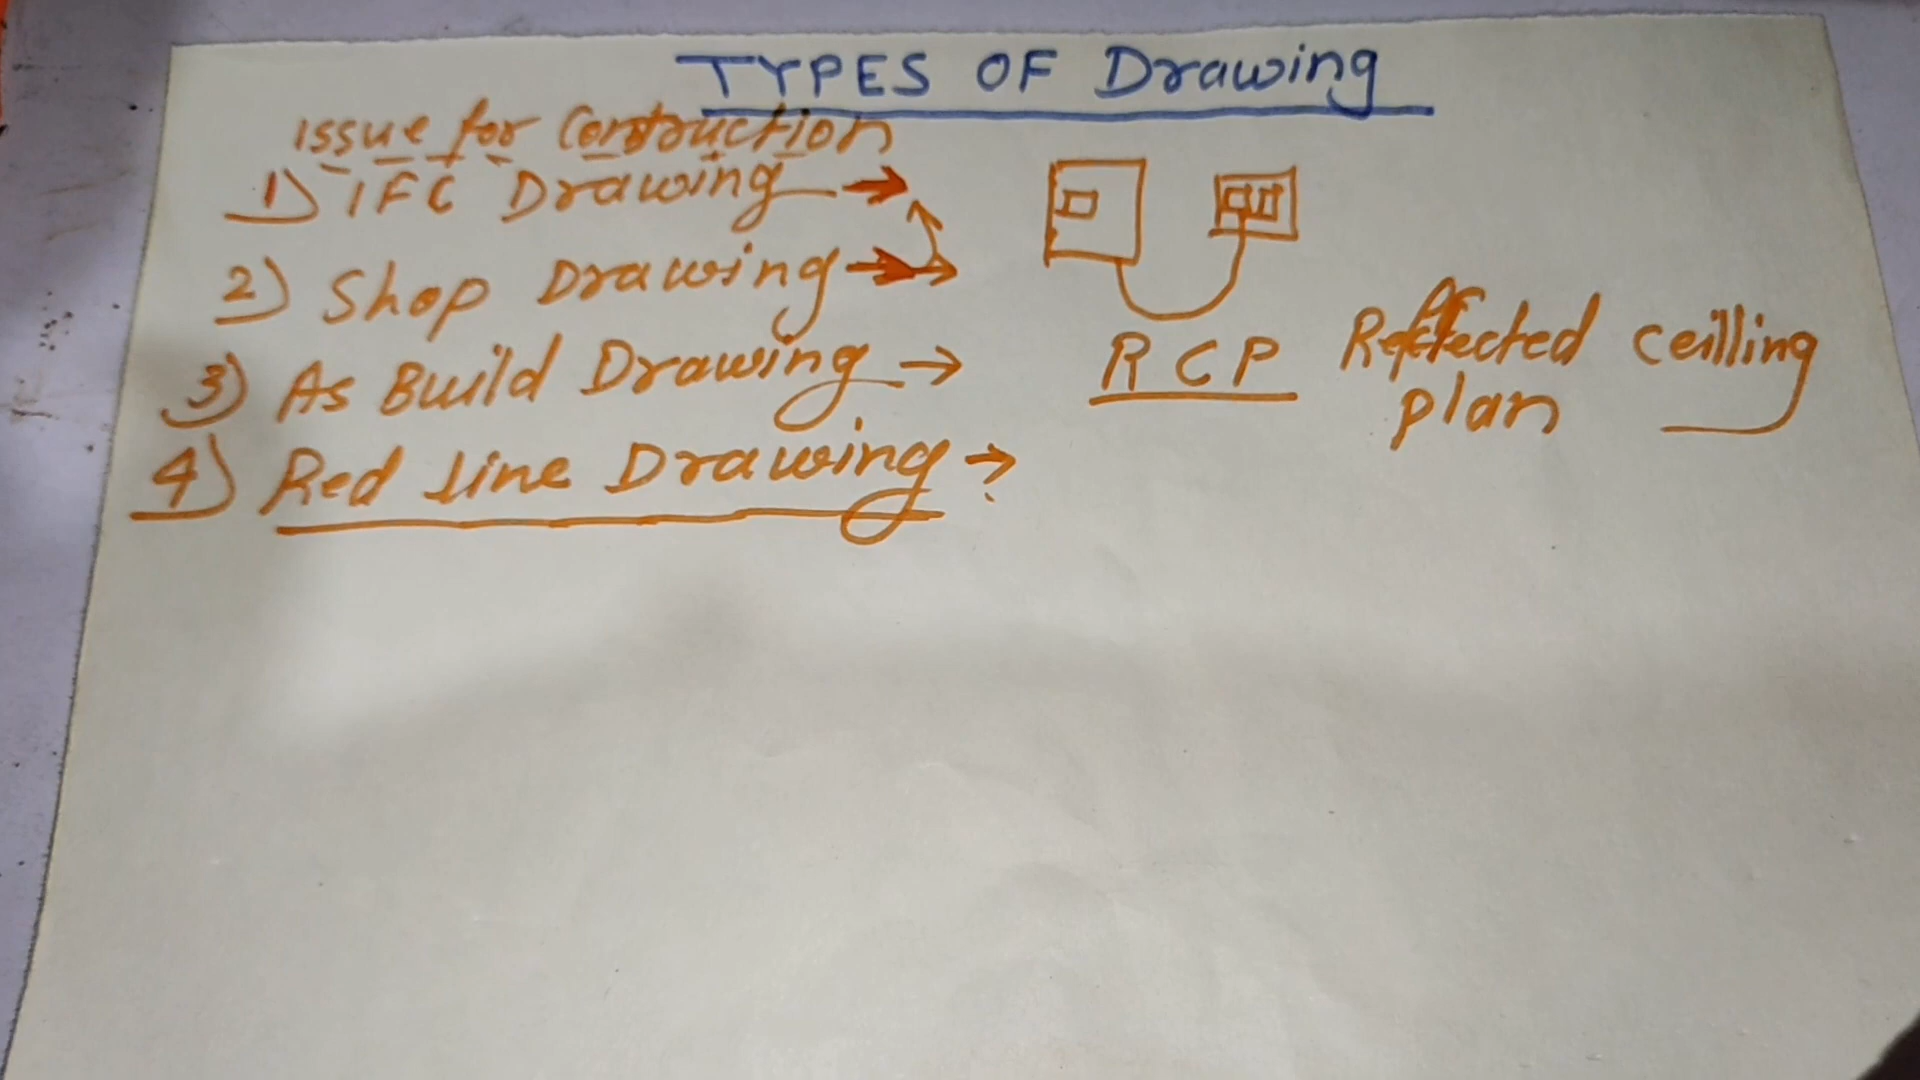 TYPES OF Drawing
issue for Construction
1) IFC Drawing →
2) Shop Drawing →
3) As Build Drawing →
4) Red line Drawing →
RCP Reflected ceilling
plan